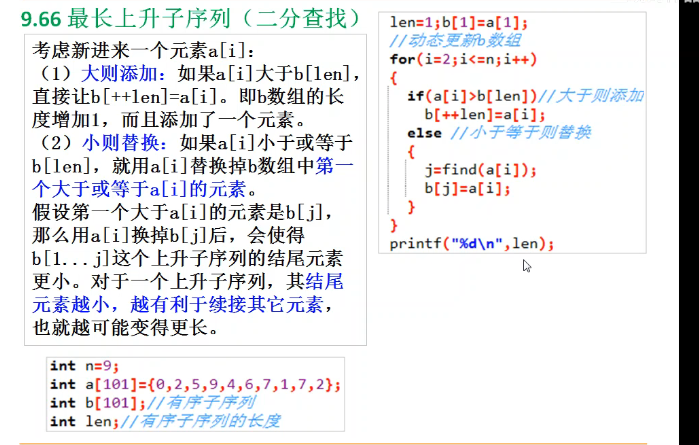 9.66 最长上升子序列（二分查找）
考虑新进来一个元素a[i]：
（1）大则添加：如果a[i]大于b[len]，
直接让b[++len]=a[i]。即b数组的长
度增加1，而且添加了一个元素。
（2）小则替换：如果a[i]小于或等于
b[len]，就用a[i]替换掉b数组中第一
个大于或等于a[i]的元素。
假设第一个大于a[i]的元素是b[j]，
那么用a[i]换掉b[j]后，会使得
b[1...j]这个上升子序列的结尾元素
更小。对于一个上升子序列，其结尾
元素越小，越有利于续接其它元素，
也就越可能变得更长。
len=1;b[1]=a[1];
//动态更新b数组
for(i=2;i<=n;i++)
{
if(a[i]>b[len])//大于则添加
b[++len]=a[i];
else //小于等于则替换
{
j=find(a[i]);
b[j]=a[i];
}
}
printf("%d\n",len);
int n=9;
int a[101]={0,2,5,9,4,6,7,1,7,2};
int b[101];//有序子序列
int len;//有序子序列的长度